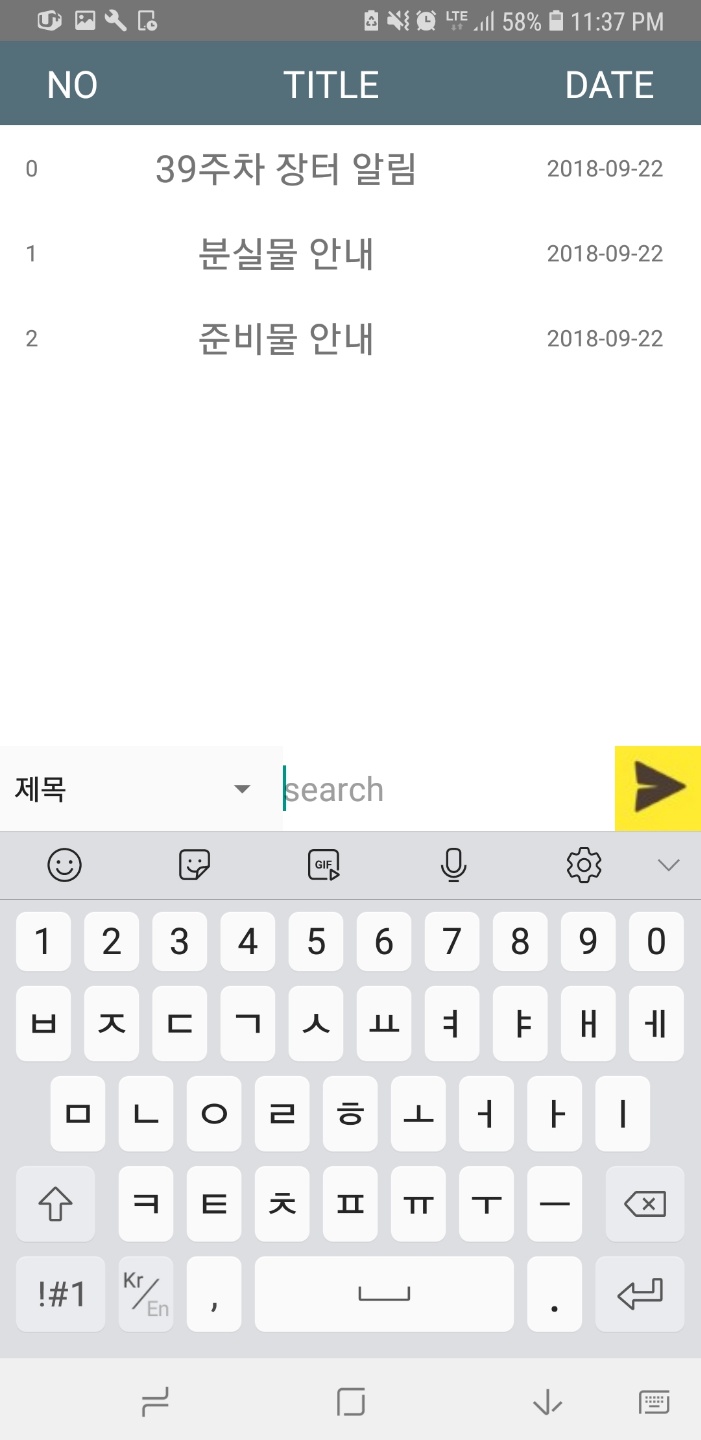 LTE 58% 11:37 PM
NO TITLE DATE
0 39주차 장터 알림 2018-09-22
1 분실물 안내 2018-09-22
2 준비물 안내 2018-09-22
제목 search
GIF
1 2 3 4 5 6 7 8 9 0
ㅂ ㅈ ㄷ ㄱ ㅅ ㅛ ㅕ ㅑ ㅐ ㅔ
ㅁ ㄴ ㅇ ㄹ ㅎ ㅗ ㅓ ㅏ ㅣ
ㅋ ㅌ ㅊ ㅍ ㅠ ㅜ ㅡ
!#1 Kr/En , .